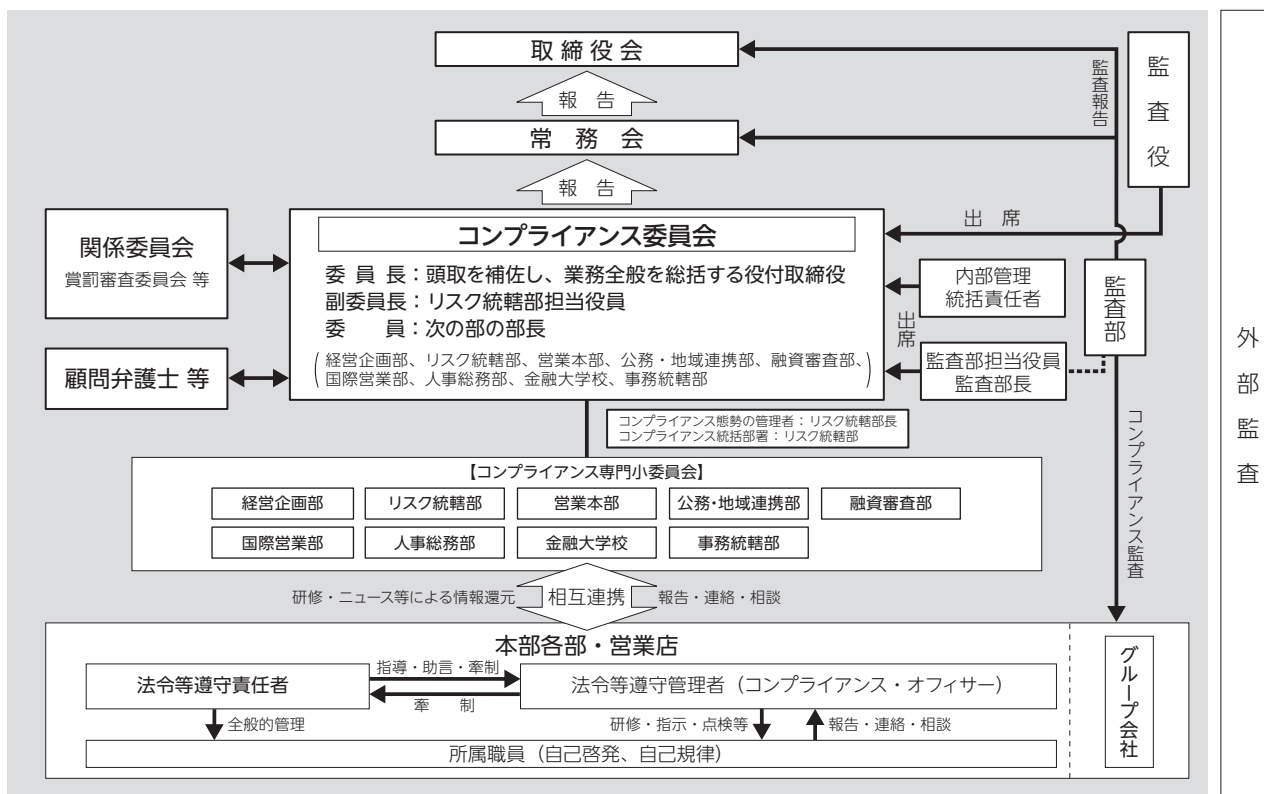 取締役会
報告
常務会
報告
監査報告
監査役
外部監査
関係委員会
賞罰審査委員会 等
顧問弁護士 等
コンプライアンス委員会
委員長：頭取を補佐し、業務全般を総括する役付取締役
副委員長：リスク統轄部担当役員
委員：次の部の部長
（経営企画部、リスク統轄部、営業本部、公務・地域連携部、融資審査部、
国際営業部、人事総務部、金融大学校、事務統轄部）
出席
内部管理
統括責任者
出席
監査部担当役員
監査部長
監査部
コンプライアンス監査
コンプライアンス態勢の管理者：リスク統轄部長
コンプライアンス統括部署：リスク統轄部
【コンプライアンス専門小委員会】
経営企画部 リスク統轄部 営業本部 公務・地域連携部 融資審査部
国際営業部 人事総務部 金融大学校 事務統轄部
研修・ニュース等による情報還元 相互連携 報告・連絡・相談
本部各部・営業店
法令等遵守責任者
指導・助言・牽制
牽制
法令等遵守管理者（コンプライアンス・オフィサー）
全般的管理
研修・指示・点検等
報告・連絡・相談
所属職員（自己啓発、自己規律）
グループ会社